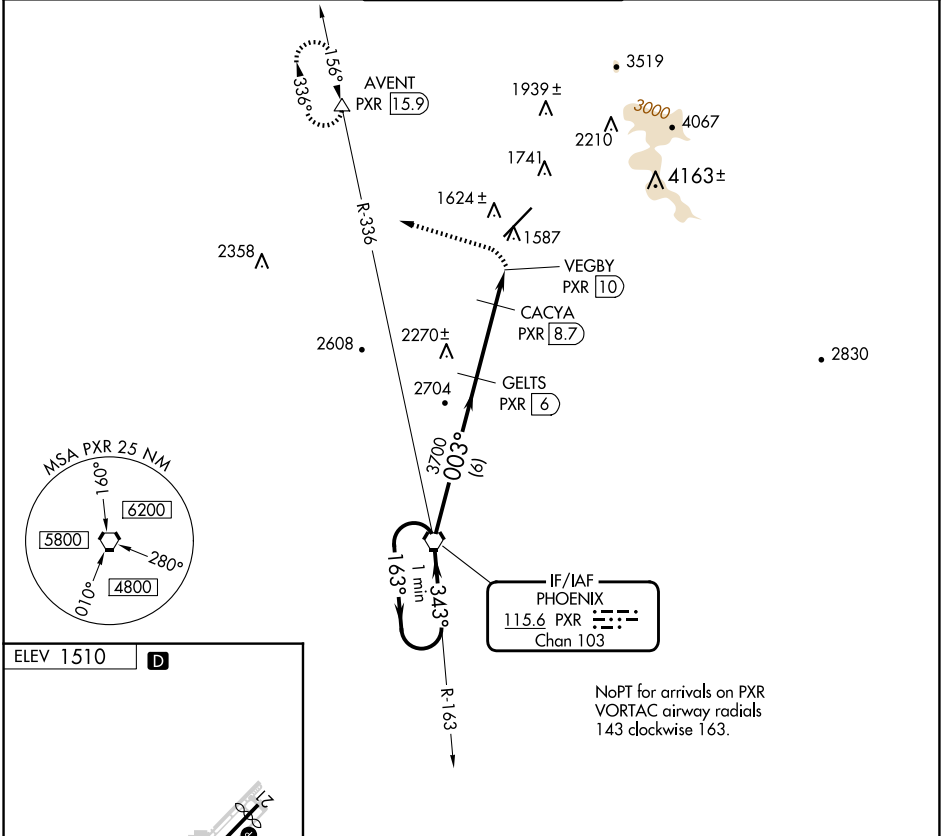 156°
336°
AVENT
PXR 15.9
3519
1939 ±
3000
4067
2210
1741
4163±
1624 ±
1587
R-336
2358
VEGBY
PXR 10
CACYA
PXR 8.7
2608
2270±
2830
GELTS
PXR 6
2704
3700
003°
(6)
MSA PXR 25 NM
160°
6200
5800
280°
4800
010°
163°
1 min
343°
IF/IAF
PHOENIX
115.6 PXR
Chan 103
R-163
NoPT for arrivals on PXR
VORTAC airway radials
143 clockwise 163.
ELEV 1510
D
21